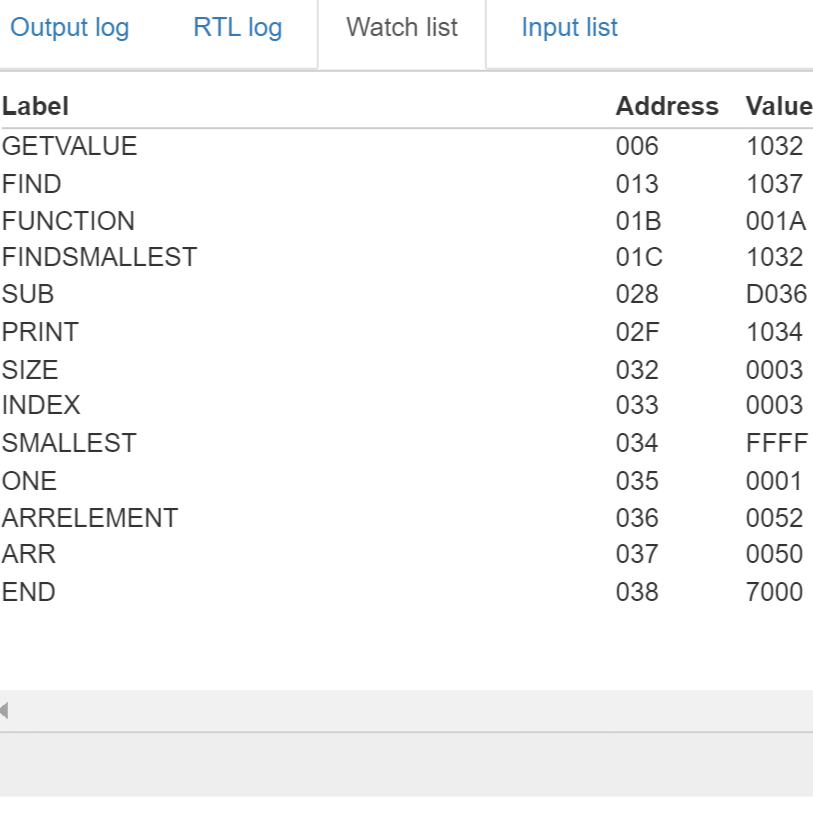 Output log RTL log Watch list Input list
Label Address Value
GETVALUE 006 1032
FIND 013 1037
FUNCTION 01B 001A
FINDSMALLEST 01C 1032
SUB 028 D036
PRINT 02F 1034
SIZE 032 0003
INDEX 033 0003
SMALLEST 034 FFFF
ONE 035 0001
ARRELEMENT 036 0052
ARR 037 0050
END 038 7000